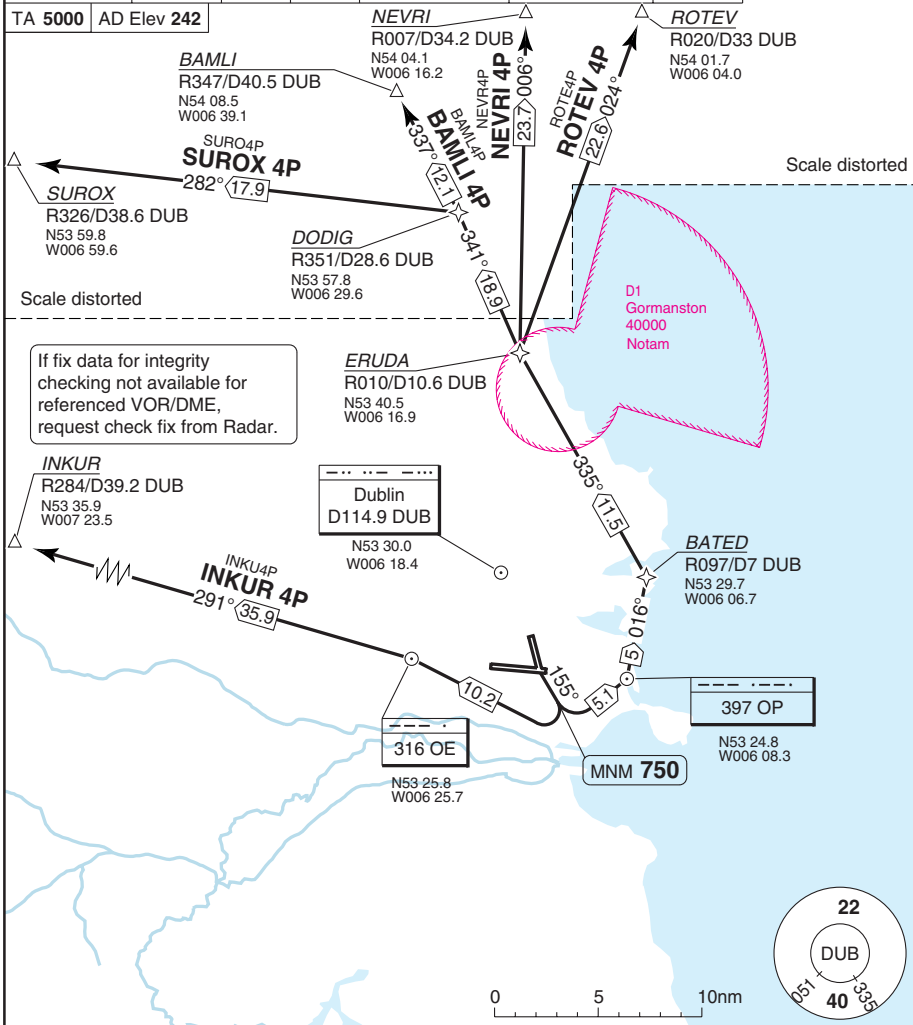 TA 5000
AD Elev 242
NEVRI
R007/D34.2 DUB
N54 04.1
W006 16.2
ROTEV
R020/D33 DUB
N54 01.7
W006 04.0
BAMLI
R347/D40.5 DUB
N54 08.5
W006 39.1
SURO4P
SUROX 4P
282° 17.9
BAML4P
BAMLI 4P
337° 12.1
NEVR4P
NEVRI 4P
23.7 006°
ROTE4P
ROTEV 4P
22.6 024°
Scale distorted
SUROX
R326/D38.6 DUB
N53 59.8
W006 59.6
DODIG
R351/D28.6 DUB
N53 57.8
W006 29.6
341° 18.9
Scale distorted
D1
Gormanston
40000
Notam
If fix data for integrity
checking not available for
referenced VOR/DME,
request check fix from Radar.
ERUDA
R010/D10.6 DUB
N53 40.5
W006 16.9
INKUR
R284/D39.2 DUB
N53 35.9
W007 23.5
Dublin
D114.9 DUB
N53 30.0
W006 18.4
335° 11.5
BATED
R097/D7 DUB
N53 29.7
W006 06.7
INKU4P
INKUR 4P
291° 35.9
10.2
155°
5.1
5 016°
397 OP
N53 24.8
W006 08.3
316 OE
N53 25.8
W006 25.7
MNM 750
22
DUB
051
335
40
0 5 10nm